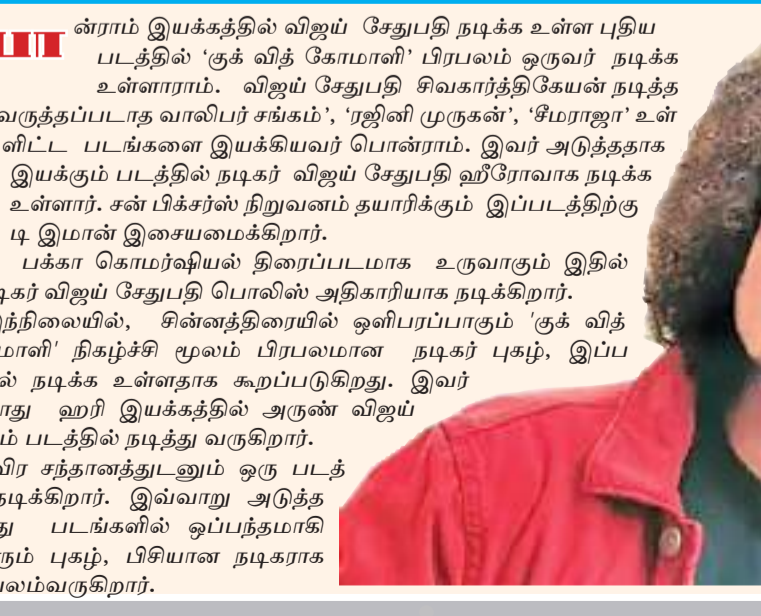 ன்ராம் இயக்கத்தில் விஜய் சேதுபதி நடிக்க உள்ள புதிய
படத்தில் ‘குக் வித் கோமாளி’ பிரபலம் ஒருவர் நடிக்க
உள்ளாராம். விஜய் சேதுபதி சிவகார்த்திகேயன் நடித்த
வருத்தப்படாத வாலிபர் சங்கம்’, ‘ரஜினி முருகன்’, ‘சீமராஜா’ உள்
ளிட்ட படங்களை இயக்கியவர் பொன்ராம். இவர் அடுத்ததாக
இயக்கும் படத்தில் நடிகர் விஜய் சேதுபதி ஹீரோவாக நடிக்க
உள்ளார். சன் பிக்சர்ஸ் நிறுவனம் தயாரிக்கும் இப்படத்திற்கு
டி இமான் இசையமைக்கிறார்.
பக்கா கொமர்ஷியல் திரைப்படமாக உருவாகும் இதில்
டிகர் விஜய் சேதுபதி பொலிஸ் அதிகாரியாக நடிக்கிறார்.
இந்நிலையில், சின்னத்திரையில் ஒளிபரப்பாகும் 'குக் வித்
மாளி' நிகழ்ச்சி மூலம் பிரபலமான நடிகர் புகழ், இப்ப
ல் நடிக்க உள்ளதாக கூறப்படுகிறது. இவர்
ாது ஹரி இயக்கத்தில் அருண் விஜய்
ம் படத்தில் நடித்து வருகிறார்.
விர சந்தானத்துடனும் ஒரு படத்
நடிக்கிறார். இவ்வாறு அடுத்த
து படங்களில் ஒப்பந்தமாகி
ரும் புகழ், பிசியான நடிகராக
வலம்வருகிறார்.